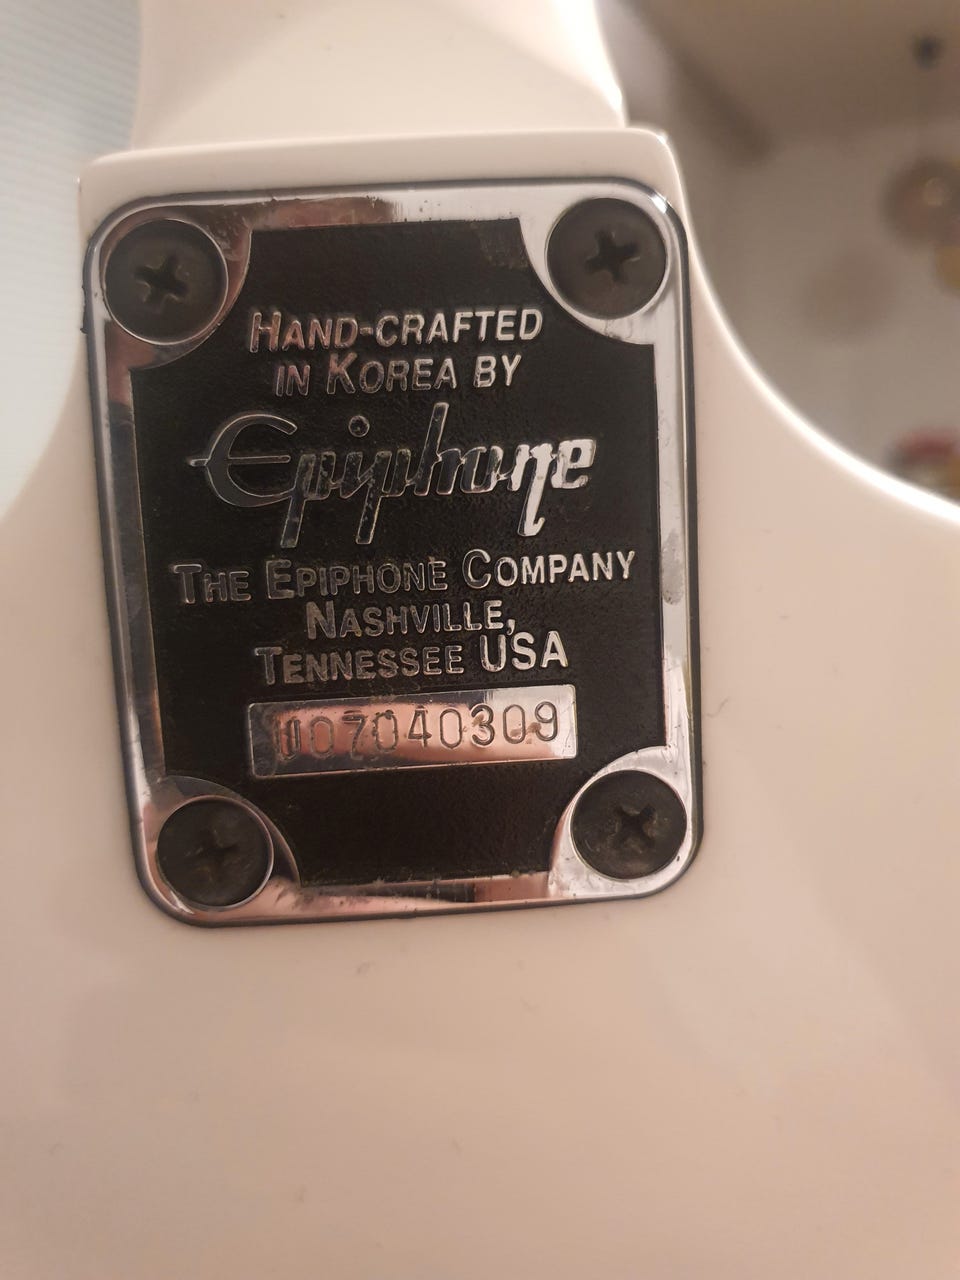 HAND-CRAFTED
IN KOREA BY
Epiphone
THE EPIPHONE COMPANY
NASHVILLE,
TENNESSEE USA
U07040309